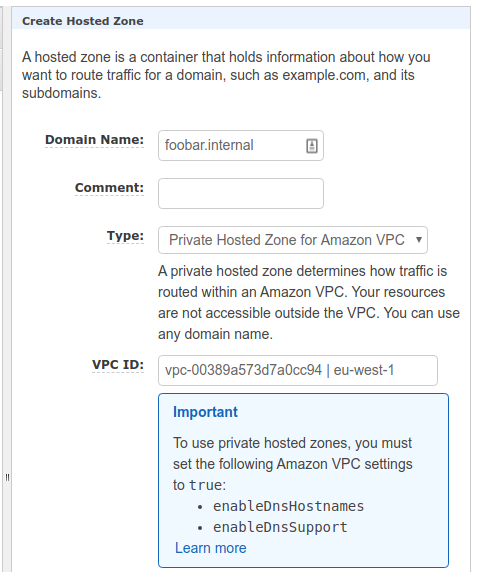 Create Hosted Zone
A hosted zone is a container that holds information about how you
want to route traffic for a domain, such as example.com, and its
subdomains.
Domain Name: foobar.internal
Comment:
Type: Private Hosted Zone for Amazon VPC
A private hosted zone determines how traffic is
routed within an Amazon VPC. Your resources
are not accessible outside the VPC. You can use
any domain name.
VPC ID: vpc-00389a573d7a0cc94 | eu-west-1
Important
To use private hosted zones, you must
set the following Amazon VPC settings
to true:
• enableDnsHostnames
• enableDnsSupport
Learn more